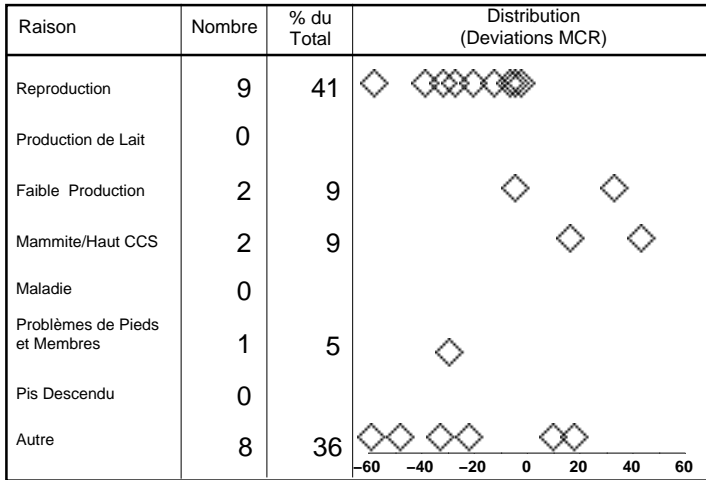 Raison Nombre % du Total Distribution (Deviations MCR)
Reproduction 9 41
Production de Lait 0
Faible Production 2 9
Mammite/Haut CCS 2 9
Maladie 0
Problèmes de Pieds
et Membres 1 5
Pis Descendu 0
Autre 8 36
−60 −40 −20 0 20 40 60